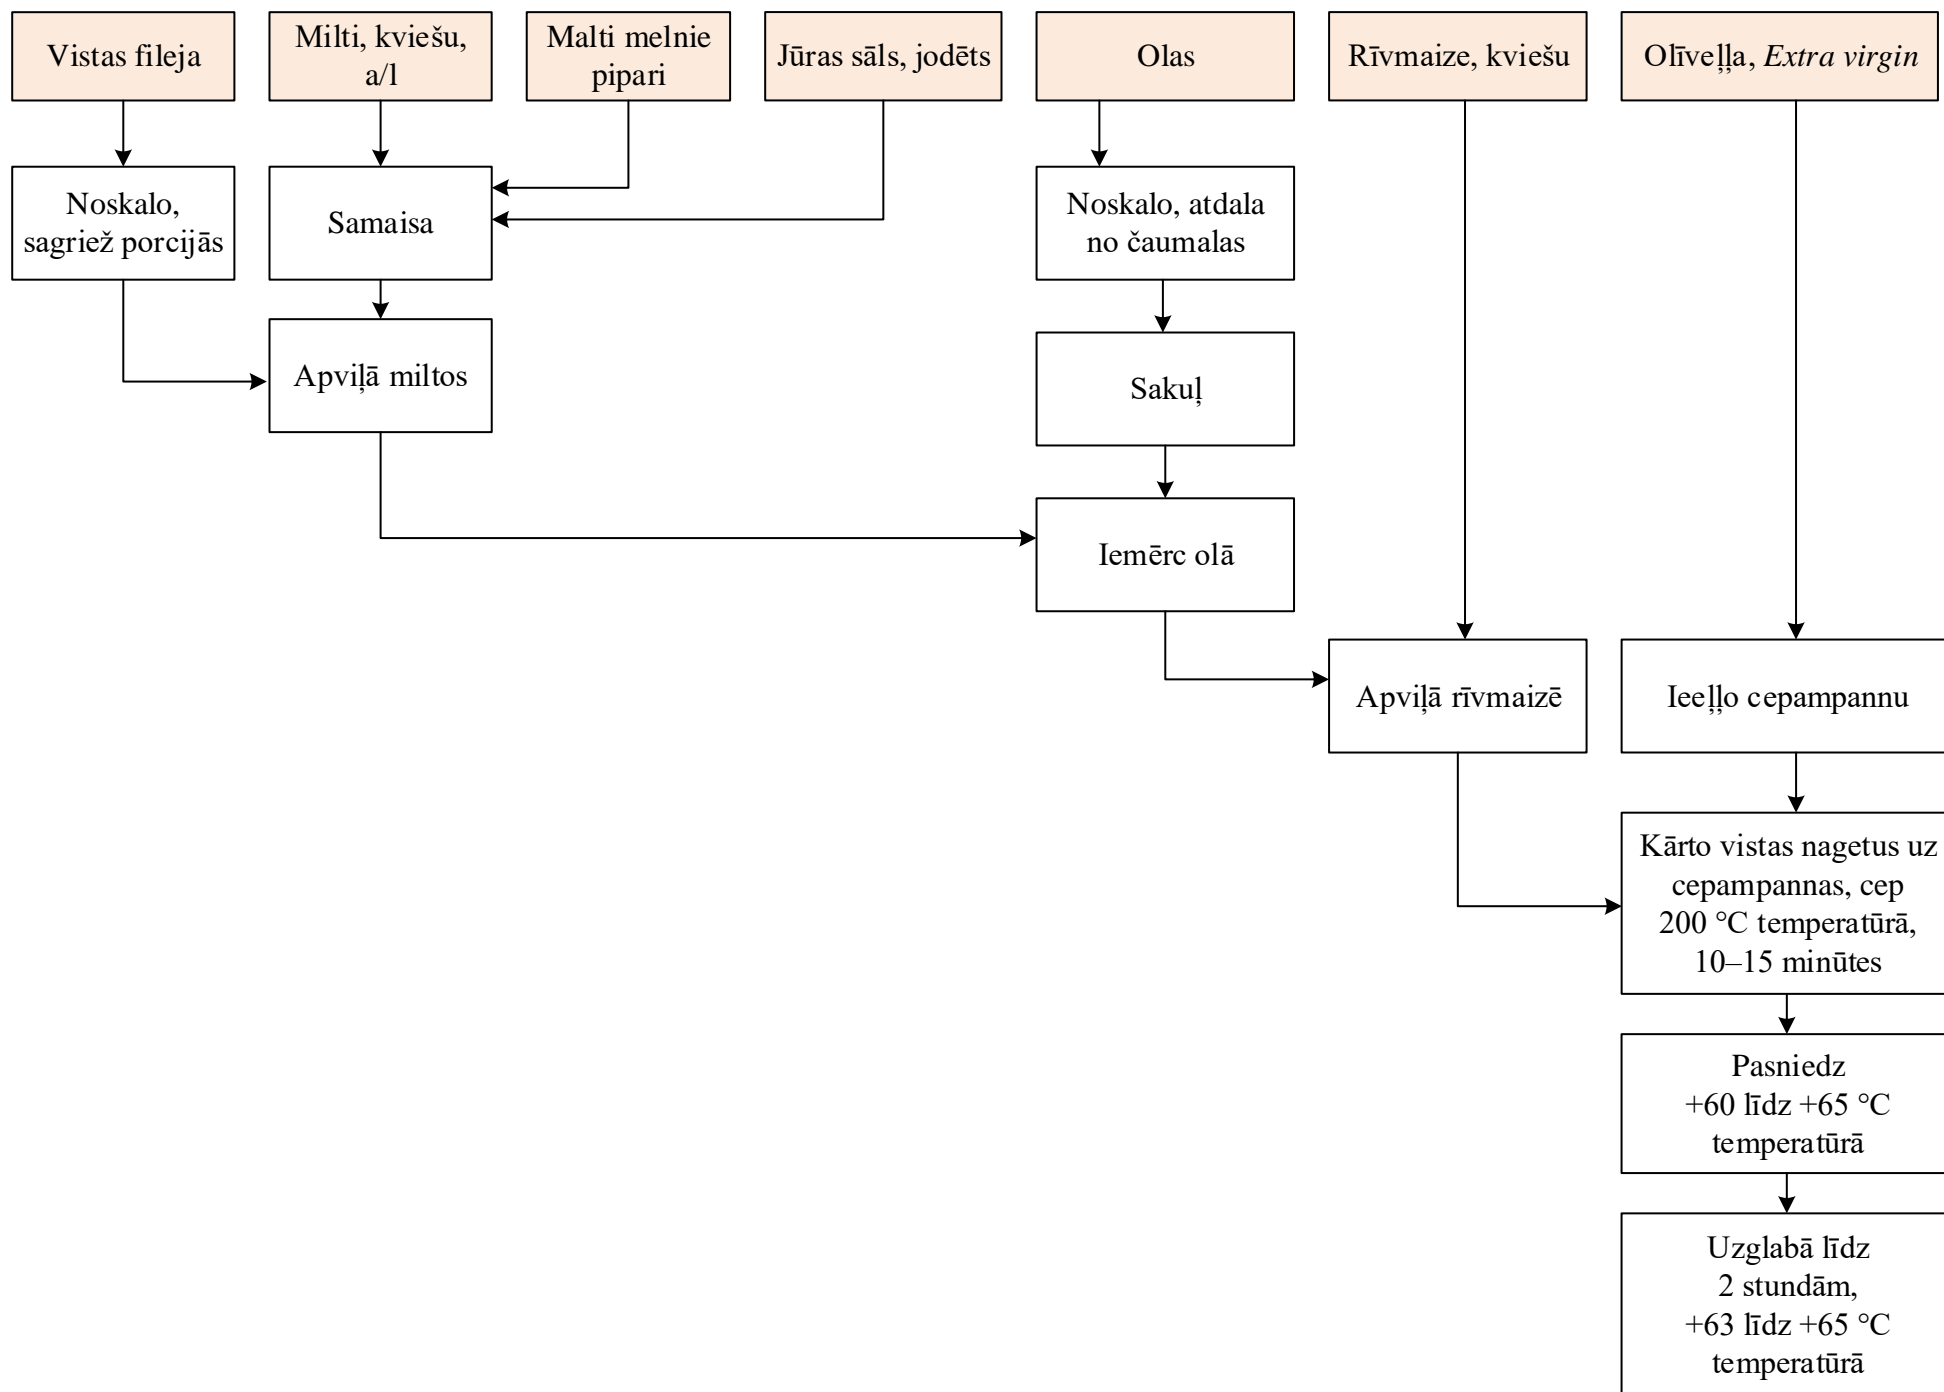 Vistas fileja
Milti, kviešu,
a/l
Malti melnie
pipari
Jūras sāls, jodēts
Olas
Rīvmaize, kviešu
Olīveļļa, Extra virgin
Noskalo,
sagriež porcijās
Samaisa
Noskalo, atdala
no čaumalas
Apviļā miltos
Sakuļ
Iemērc olā
Apviļā rīvmaizē
Ieeļļo cepampannu
Kārto vistas nagetus uz
cepampannas, cep
200 °C temperatūrā,
10–15 minūtes
Pasniedz
+60 līdz +65 °C
temperatūrā
Uzglabā līdz
2 stundām,
+63 līdz +65 °C
temperatūrā